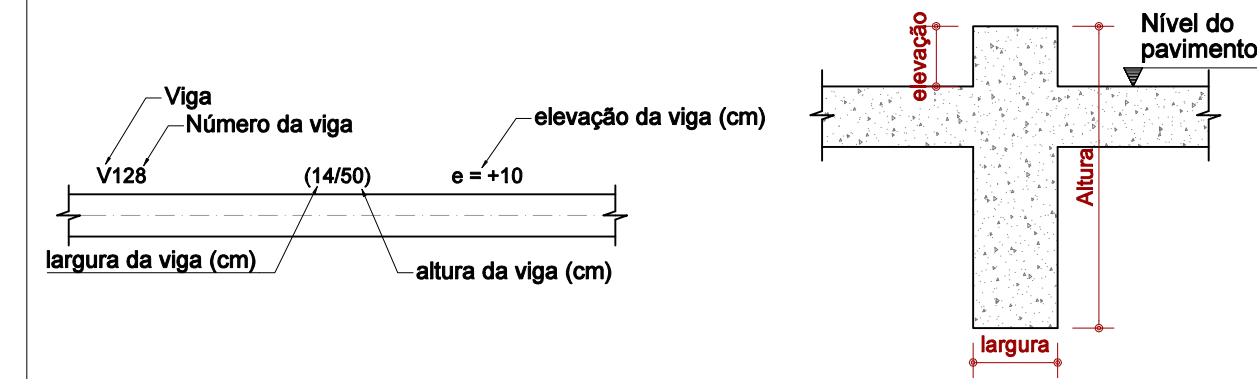 Viga
Número da viga
elevação da viga (cm)
V128
(14/50)
e = +10
largura da viga (cm)
altura da viga (cm)
elevação
Nível do
pavimento
Altura
largura